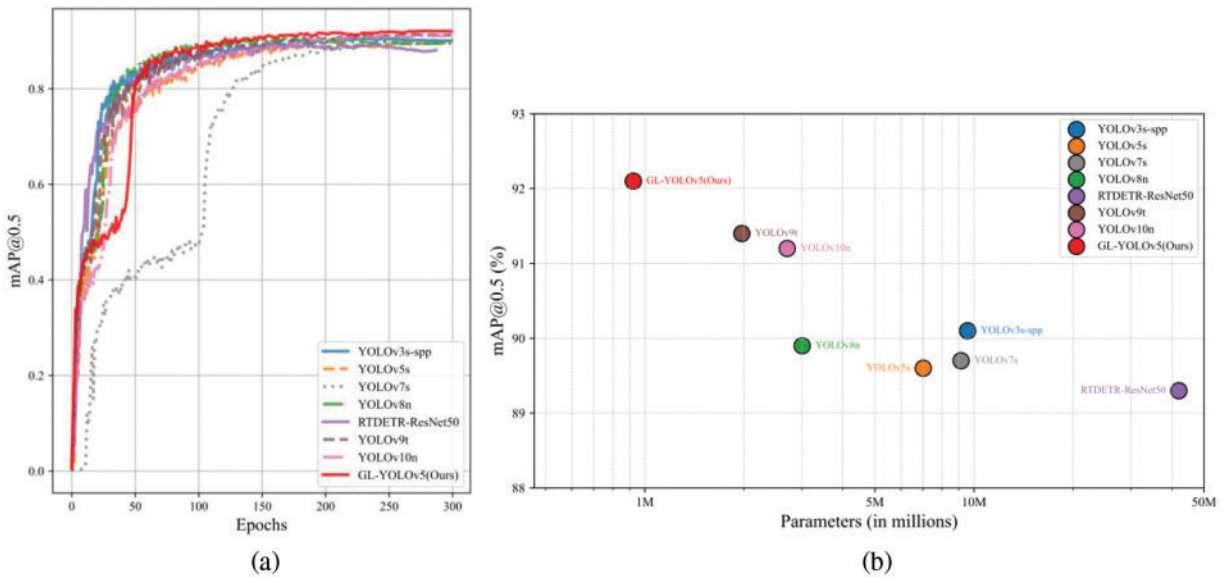 mAP@0.5
0.8
0.6
0.4
0.2
0.0
YOLOv3s-spp
YOLOv5s
YOLOv7s
YOLOv8n
RTDETR-ResNet50
YOLOv9t
YOLOv10n
GL-YOLOv5(Ours)
0 50 100 150 200 250 300
Epochs
(a)
mAP@0.5 (%)
93
92
91
90
89
88
YOLOv3s-spp
YOLOv5s
YOLOv7s
YOLOv8n
RTDETR-ResNet50
YOLOv9t
YOLOv10n
GL-YOLOv5(Ours)
GL-YOLOv5(Ours)
YOLOv9t
YOLOv10n
YOLOv3s-spp
YOLOv8n
YOLOv7s
YOLOv5s
RTDETR-ResNet50
1M 5M 10M 50M
Parameters (in millions)
(b)